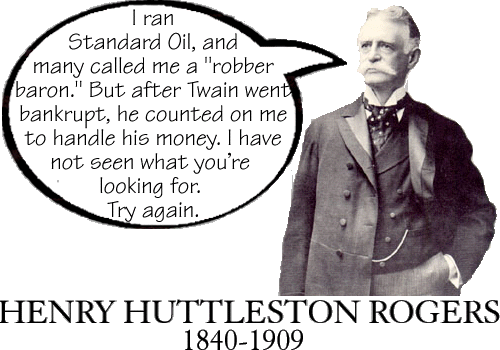 I ran
Standard Oil, and
many called me a "robber
baron." But after Twain went
bankrupt, he counted on me
to handle his money. I have
not seen what you're
looking for.
Try again.
HENRY HUTTLESTON ROGERS
1840-1909